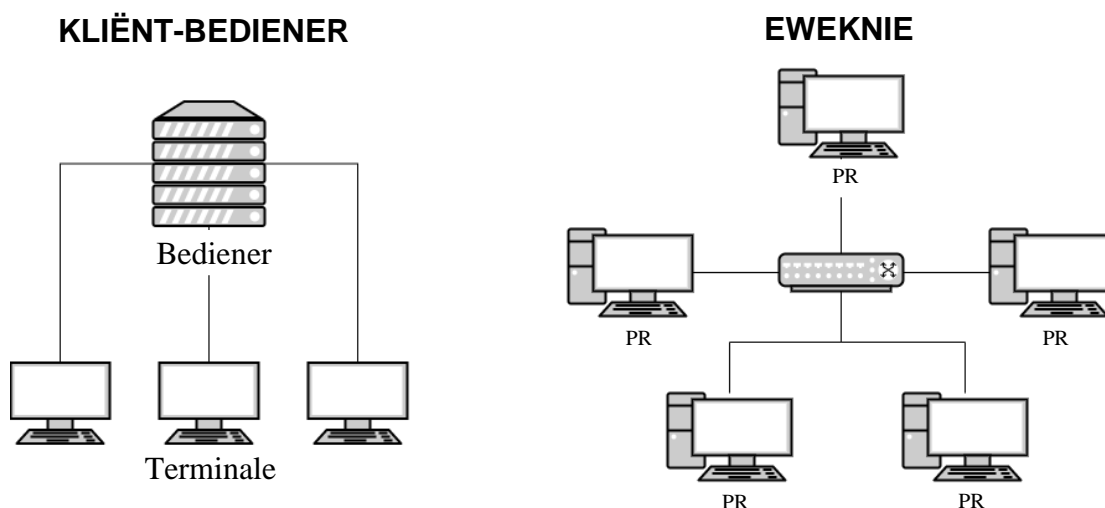 KLIËNT-BEDIENER
Bediener
Terminale
EWEKNIE
PR
PR
PR
PR
PR